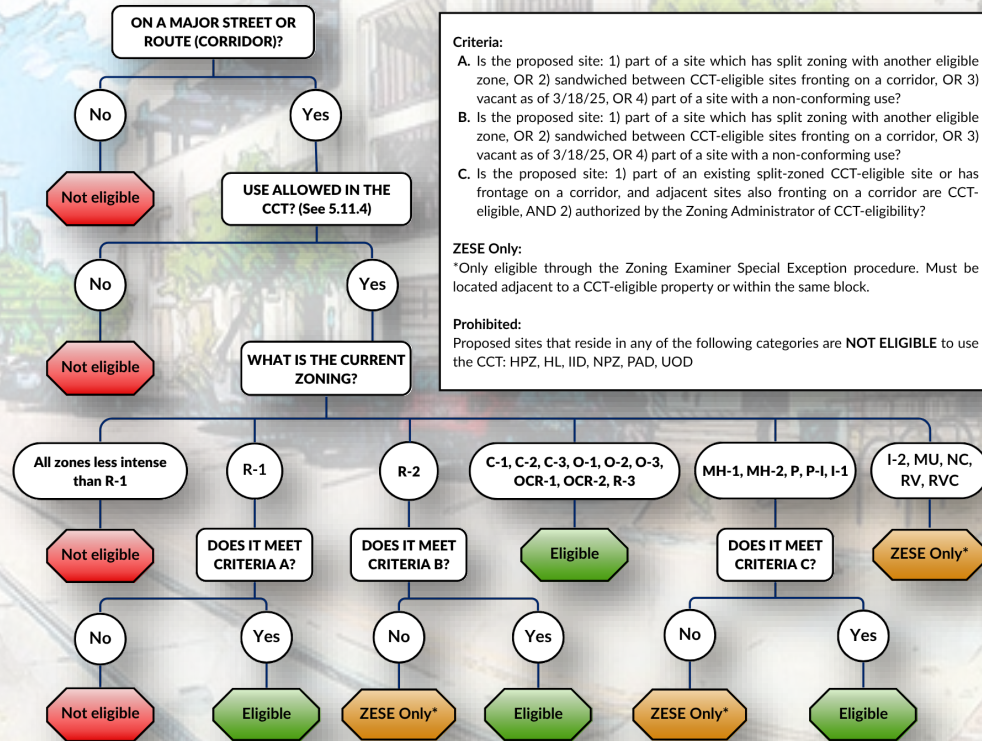 ON A MAJOR STREET OR
ROUTE (CORRIDOR)?
No
Yes
Not eligible
USE ALLOWED IN THE
CCT? (See 5.11.4)
No
Yes
Not eligible
WHAT IS THE CURRENT
ZONING?
Criteria:
A. Is the proposed site: 1) part of a site which has split zoning with another eligible
zone, OR 2) sandwiched between CCT-eligible sites fronting on a corridor, OR 3)
vacant as of 3/18/25, OR 4) part of a site with a non-conforming use?
B. Is the proposed site: 1) part of a site which has split zoning with another eligible
zone, OR 2) sandwiched between CCT-eligible sites fronting on a corridor, OR 3)
vacant as of 3/18/25, OR 4) part of a site with a non-conforming use?
C. Is the proposed site: 1) part of an existing split-zoned CCT-eligible site or has
frontage on a corridor, and adjacent sites also fronting on a corridor are CCT-
eligible, AND 2) authorized by the Zoning Administrator of CCT-eligibility?
ZESE Only:
*Only eligible through the Zoning Examiner Special Exception procedure. Must be
located adjacent to a CCT-eligible property or within the same block.
Prohibited:
Proposed sites that reside in any of the following categories are NOT ELIGIBLE to use
the CCT: HPZ, HL, IID, NPZ, PAD, UOD
All zones less intense
than R-1
R-1
R-2
C-1, C-2, C-3, O-1, O-2, O-3,
OCR-1, OCR-2, R-3
MH-1, MH-2, P, P-I, I-1
I-2, MU, NC,
RV, RVC
Not eligible
DOES IT MEET
CRITERIA A?
DOES IT MEET
CRITERIA B?
Eligible
DOES IT MEET
CRITERIA C?
ZESE Only*
No
Yes
No
Yes
No
Yes
Not eligible
Eligible
ZESE Only*
Eligible
ZESE Only*
Eligible